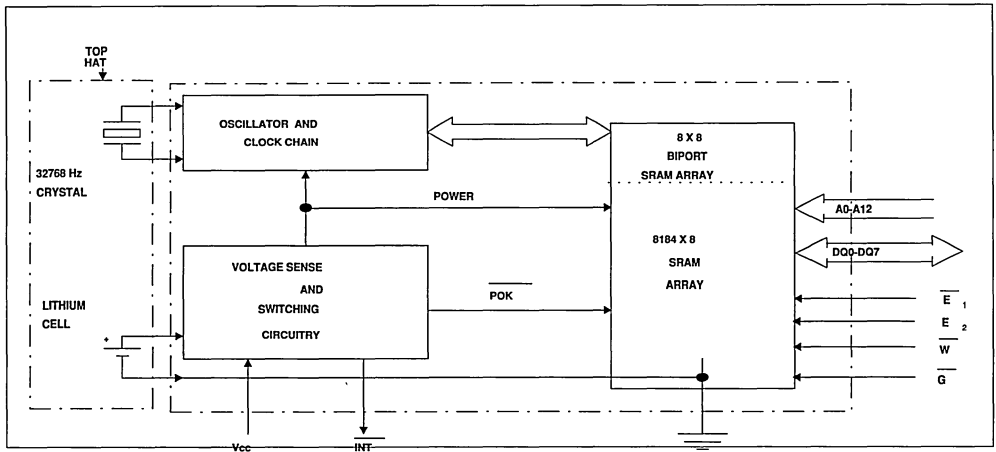 TOP
HAT
OSCILLATOR AND
CLOCK CHAIN
8 X 8
BIPORT
SRAM ARRAY
32768 Hz
CRYSTAL
POWER
A0-A12
VOLTAGE SENSE
AND
SWITCHING
CIRCUITRY
8184 X 8
SRAM
ARRAY
DQ0-DQ7
POK
LITHIUM
CELL
+
E 1
E 2
W
G
Vcc
INT